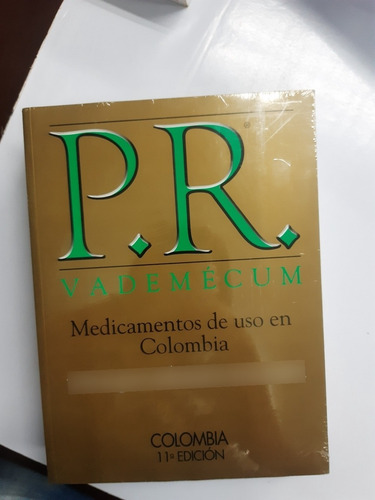 P.R.
VADEMÉCUM
Medicamentos de uso en
Colombia
COLOMBIA
11ª EDICIÓN